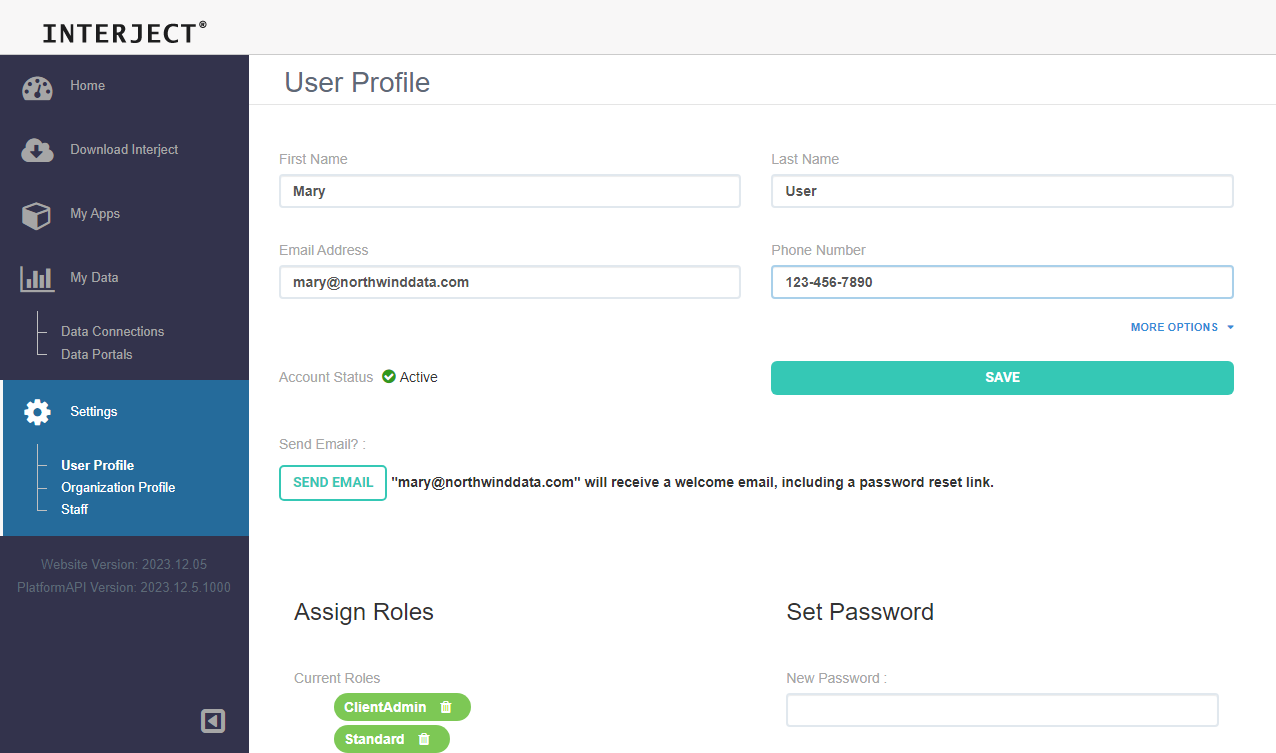 INTERJECT®
Home
Download Interject
My Apps
My Data
Data Connections
Data Portals
Settings
User Profile
Organization Profile
Staff
Website Version: 2023.12.05
PlatformAPI Version: 2023.12.5.1000
User Profile
First Name
Last Name
Mary
User
Email Address
Phone Number
mary@northwinddata.com
123-456-7890
MORE OPTIONS
Account Status Active
SAVE
Send Email? :
SEND EMAIL "mary@northwinddata.com" will receive a welcome email, including a password reset link.
Assign Roles
Set Password
Current Roles
New Password :
ClientAdmin
Standard